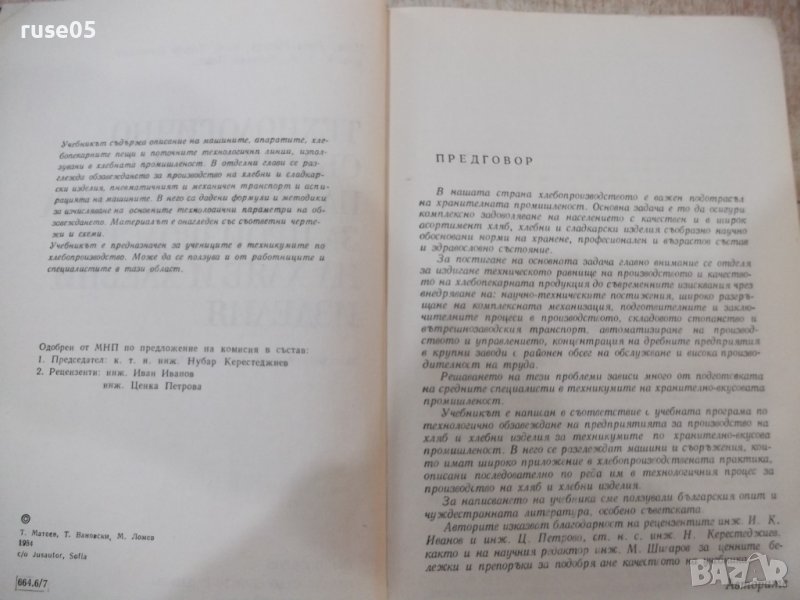 ruse05
Учебникът съдържа описание на машините, апаратите, хле-
бопекарните пещи и поточните технологични линии, изпол-
зувани в хлебната промишленост. В отделни глави се раз-
глежда обзавеждането за производство на хлебни и сладкар-
ски изделия, пневматичният и механичен транспорт и аспи-
рацията на машините. В него са дадени формули и методики
за изчисляване на основните технологични параметри на об-
завеждането. Материалът е онагледен със съответни черте-
жи и схеми.
Учебникът е предназначен за учениците в техникумите по
хлебопроизводство. Може да се ползува и от работниците и
специалистите в тази област.
Одобрен от МНП по предложение на комисия в състав:
1. Председател: к. т. н. инж. Нубар Керестеджиев
2. Рецензенти: инж. Иван Иванов
инж. Ценка Петрова
©
Т. Матеев, Т. Вановски, М. Ломев
1984
c/o Jusautor, Sofia
664.6/7
ПРЕДГОВОР
В нашата страна хлебопроизводството е важен подотрасъл
на хранителната промишленост. Основна задача е то да осигури
комплексно задоволяване на населението с качествен и в широк
асортимент хляб, хлебни и сладкарски изделия съобразно научно
обосновани норми на хранене, професионален и възрастов състав
и здравословно състояние.
За постигане на основната задача главно внимание се отделя
за издигане техническото равнище на производството и качество-
то на хлебопекарната продукция до съвременните изисквания чрез
внедряване на: научно-техническите постижения, широко разгръ-
щане на комплексната механизация, подготвителните и заключи-
телните процеси в производството, складовото стопанство и
вътрешнозаводския транспорт, автоматизиране на производ-
ството и управлението, концентрация на дребните предприятия
в крупни заводи с районен обсег на обслужване и висока произво-
дителност на труда.
Решаването на тези проблеми зависи много от подготовката
на средните специалисти в техникумите на хранително-вкусовата
промишленост.
Учебникът е написан в съответствие с учебната програма по
технологично обзавеждане на предприятията за производство на
хляб и хлебни изделия за техникумите по хранително-вкусова
промишленост. В него се разглеждат машини и съоръжения, кои-
то имат широко приложение в хлебопроизводствената практика,
описани последователно по реда им в технологичния процес за
производство на хляб и хлебни изделия.
За написването на учебника сме ползували българския опит и
чуждестранната литература, особено съветската
Авторите изказват благодарност на рецензентите инж. И. К.
Иванов и инж. Ц. Петрова, ст. н. с. инж. Н. Керестеджиев,
както и на научния редактор инж. М. Шишаров за ценните бе-
лежки и препоръки за подобряване качеството на учебника.
Авторите
BAZAR